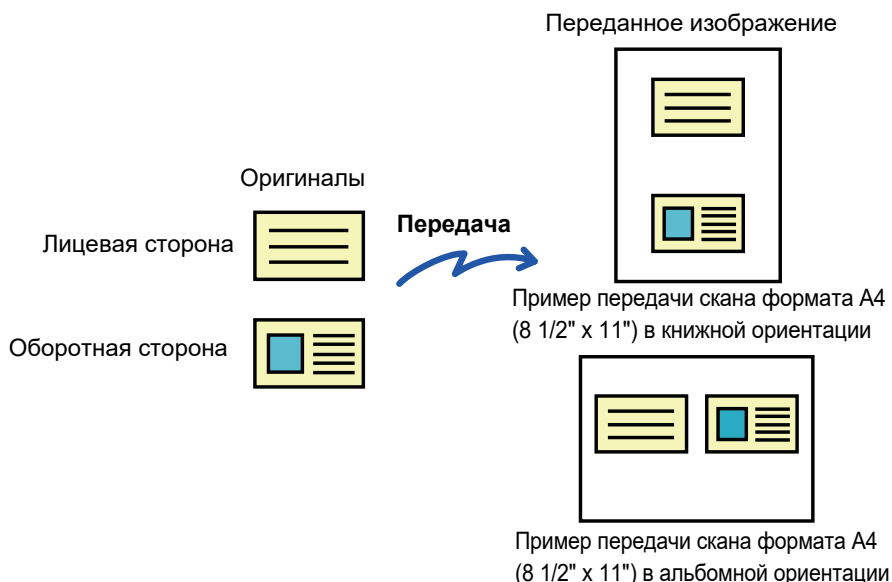 Переданное изображение
Оригиналы
Лицевая сторона
Передача
Оборотная сторона
Пример передачи скана формата A4
(8 1/2" x 11") в книжной ориентации
Пример передачи скана формата A4
(8 1/2" x 11") в альбомной ориентации